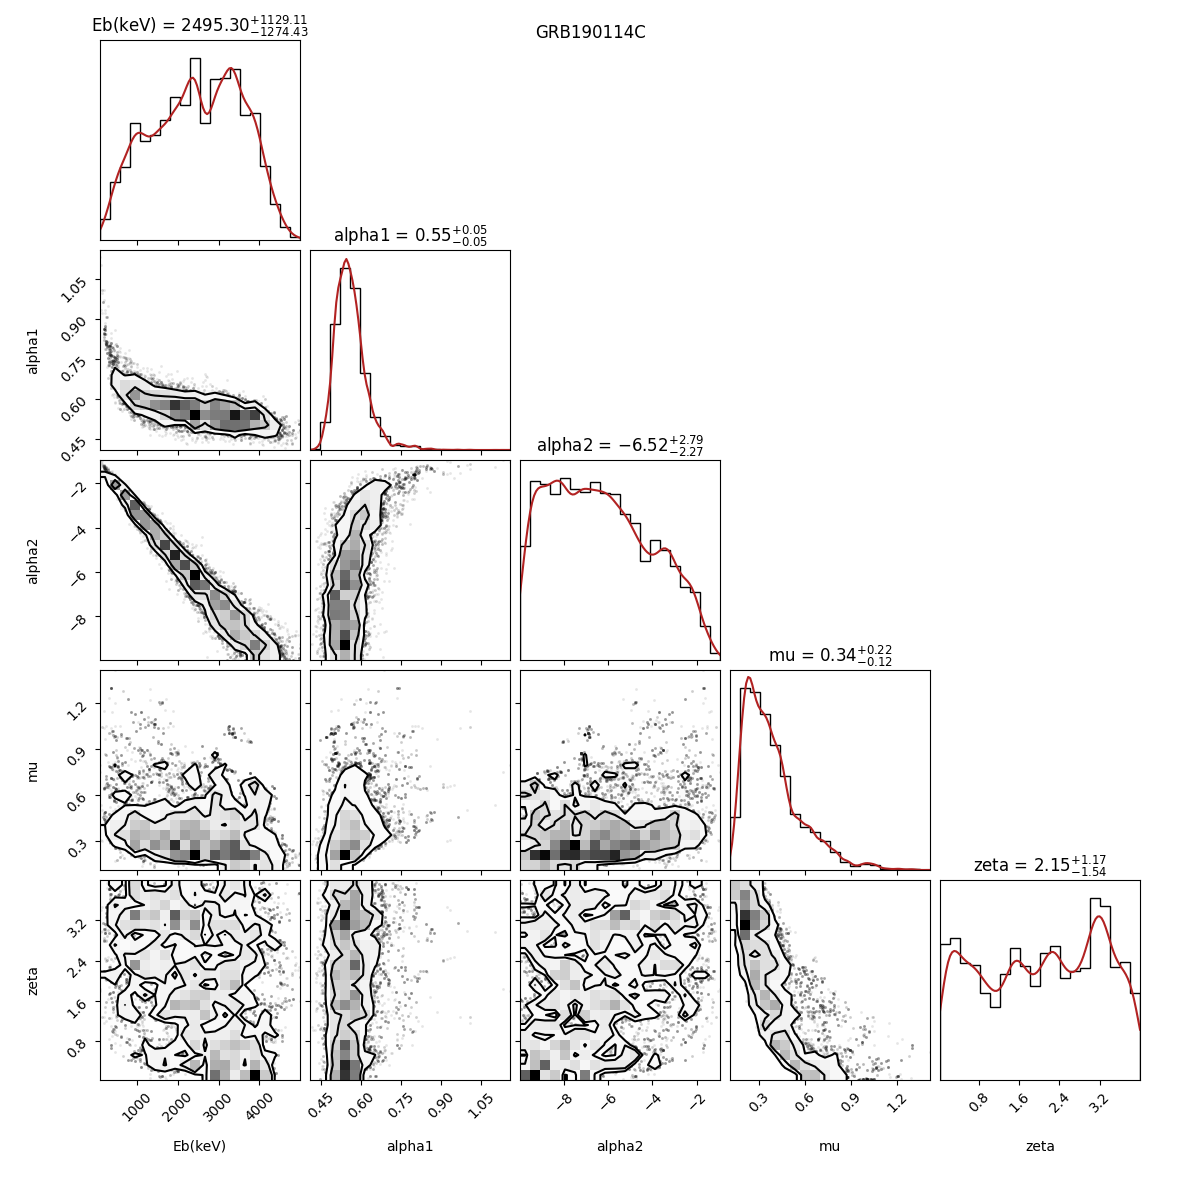 Eb(keV) = 2495.30+1129.11 −1274.43
GRB190114C
alpha1 = 0.55+0.05 −0.05
alpha1
1.05
0.90
0.75
0.60
0.45
alpha2 = −6.52+2.79 −2.27
alpha2
−2
−4
−6
−8
mu = 0.34+0.22 −0.12
mu
1.2
0.9
0.6
0.3
zeta = 2.15+1.17 −1.54
zeta
3.2
2.4
1.6
0.8
1000 2000 3000 4000
0.45 0.60 0.75 0.90 1.05
−8 −6 −4 −2
0.3 0.6 0.9 1.2
0.8 1.6 2.4 3.2
Eb(keV) alpha1 alpha2 mu zeta